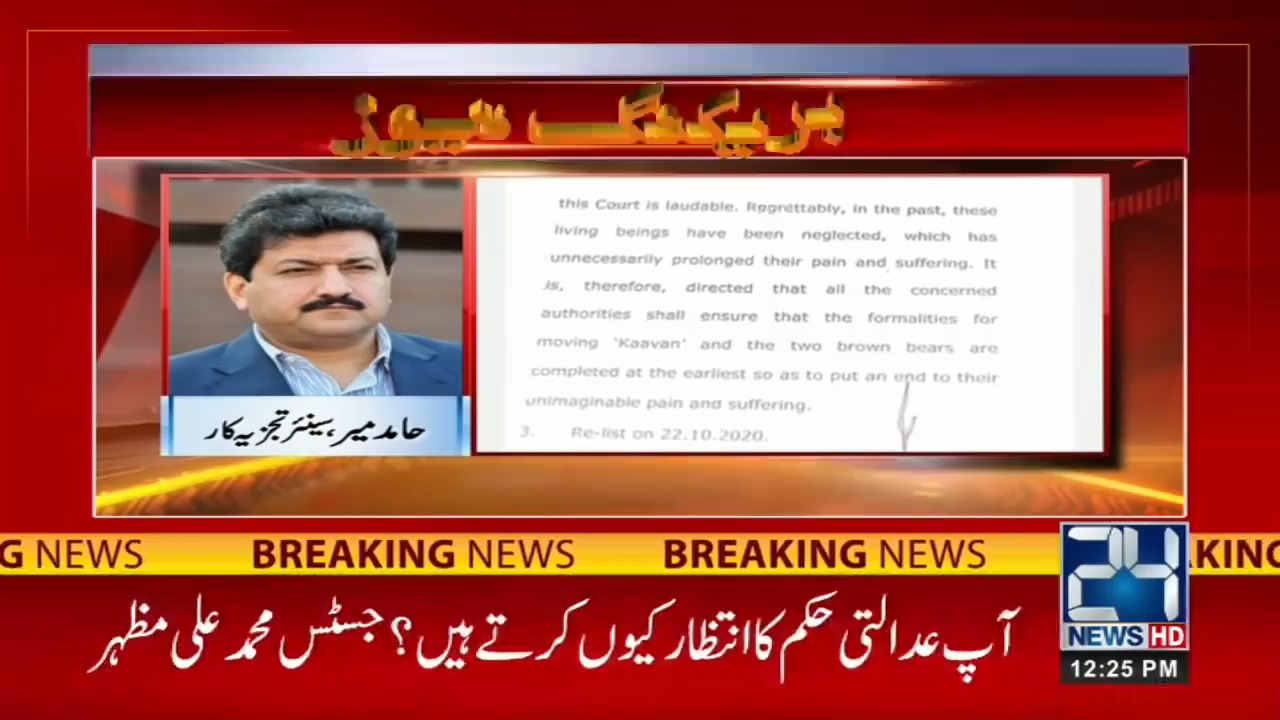 بریکنگ نیوز
this Court is laudable. Regrettably, in the past, these
living beings have been neglected, which has
unnecessarily prolonged their pain and suffering. It
is, therefore, directed that all the concerned
authorities shall ensure that the formalities for
moving 'Kaavan' and the two brown bears are
completed at the earliest so as to put an end to their
unimaginable pain and suffering.
3. Re-list on 22.10.2020.
حامد میر، سینئر تجزیہ کار
G NEWS BREAKING NEWS BREAKING NEWS KING
24
NEWS HD
12:25 PM
آپ عدالتی حکم کا انتظار کیوں کرتے ہیں؟ جسٹس محمد علی مظہر